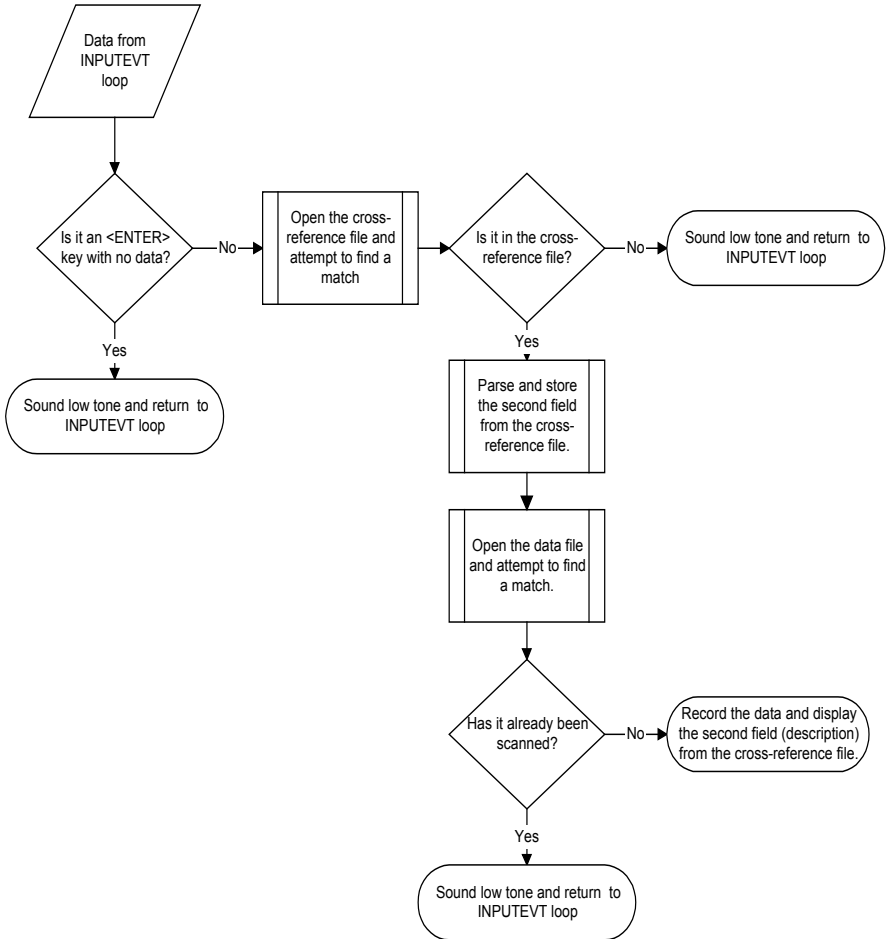 Data from
INPUTEVT
loop
Is it an <ENTER>
key with no data?
No
Open the cross-
reference file and
attempt to find a
match
Is it in the cross-
reference file?
No
Sound low tone and return to
INPUTEVT loop
Yes
Sound low tone and return to
INPUTEVT loop
Yes
Parse and store
the second field
from the cross-
reference file.
Open the data file
and attempt to find
a match.
Has it already been
scanned?
No
Record the data and display
the second field (description)
from the cross-reference file.
Yes
Sound low tone and return to
INPUTEVT loop